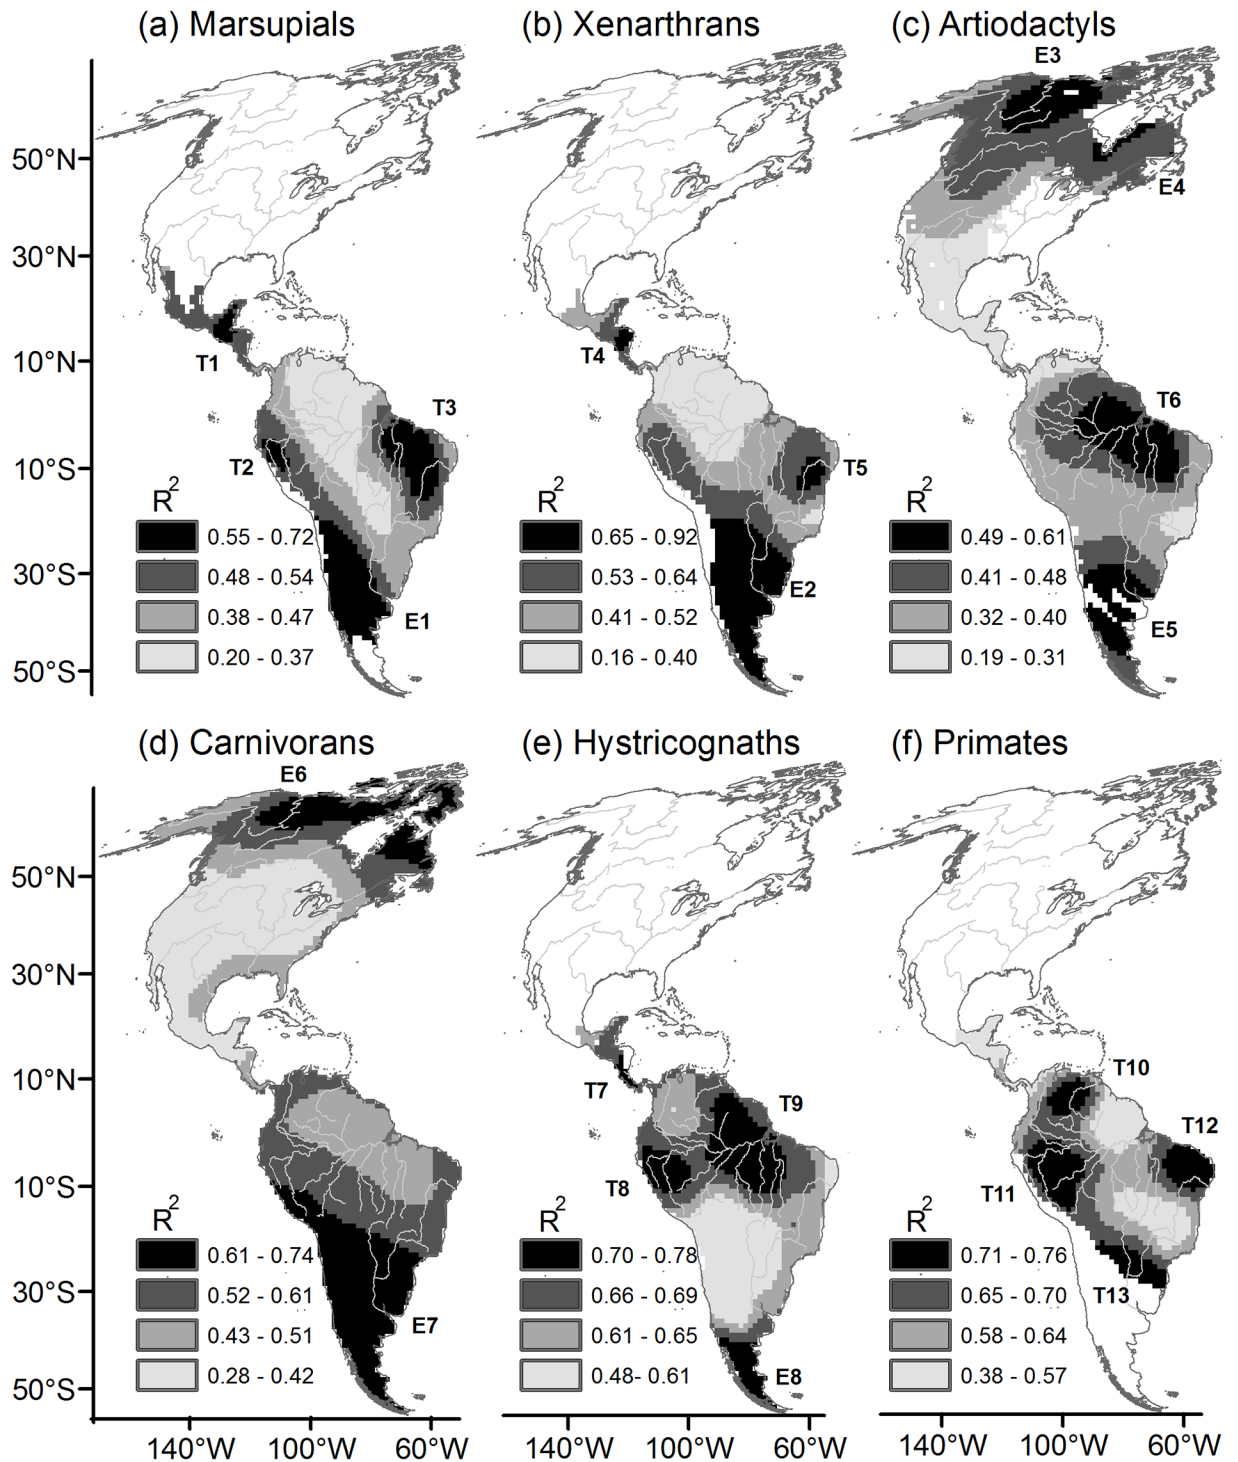 (a) Marsupials
(b) Xenarthrans
(c) Artiodactyls
E3
50°N
E4
30°N
T1
T4
10°N
T3
T6
10°S
T2
T5
R2
0.55 - 0.72
0.48 - 0.54
0.38 - 0.47
0.20 - 0.37
R2
0.65 - 0.92
0.53 - 0.64
0.41 - 0.52
0.16 - 0.40
R2
0.49 - 0.61
0.41 - 0.48
0.32 - 0.40
0.19 - 0.31
30°S
E1
E2
E5
50°S
(d) Carnivorans
(e) Hystricognaths
(f) Primates
E6
50°N
30°N
10°N
T7
T9
T10
T12
10°S
T8
T11
R2
0.61 - 0.74
0.52 - 0.61
0.43 - 0.51
0.28 - 0.42
R2
0.70 - 0.78
0.66 - 0.69
0.61 - 0.65
0.48- 0.61
R2
0.71 - 0.76
0.65 - 0.70
0.58 - 0.64
0.38 - 0.57
30°S
E7
E8
T13
50°S
140°W 100°W 60°W
140°W 100°W 60°W
140°W 100°W 60°W